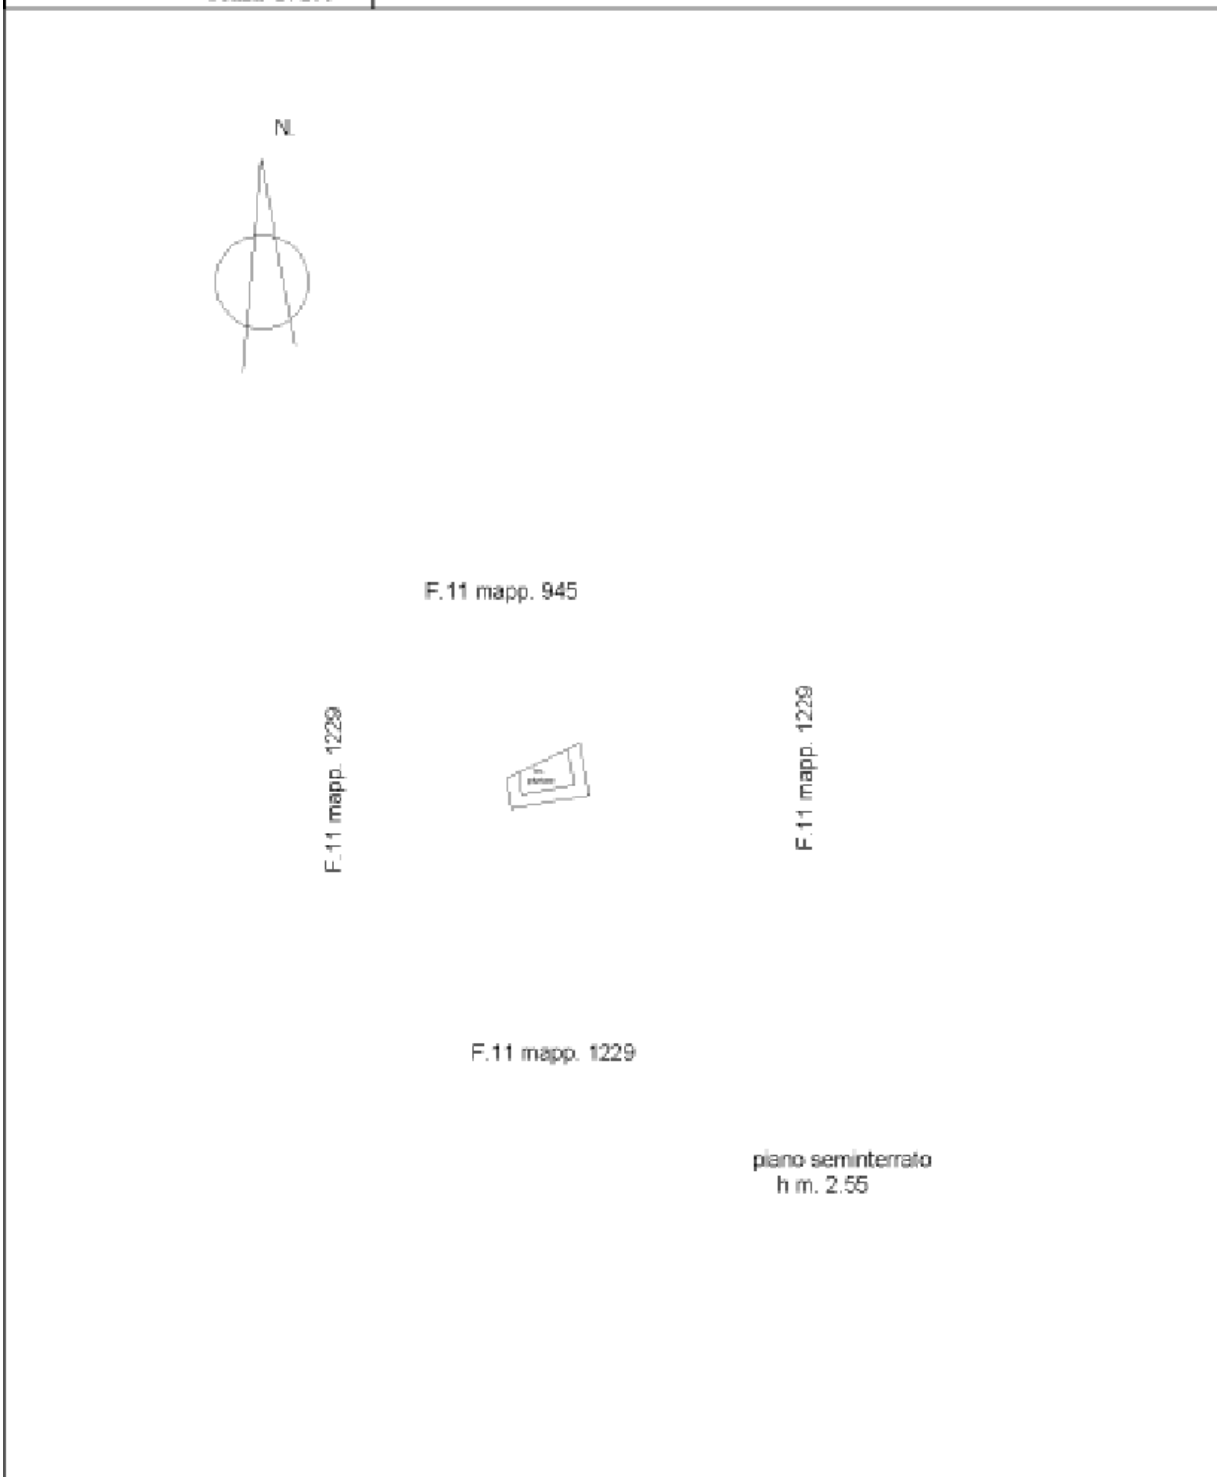 N.
F.11 mapp. 945
F.11 mapp. 1229
F.11 mapp. 1229
F.11 mapp. 1229
piano seminterrato
h m. 2.55